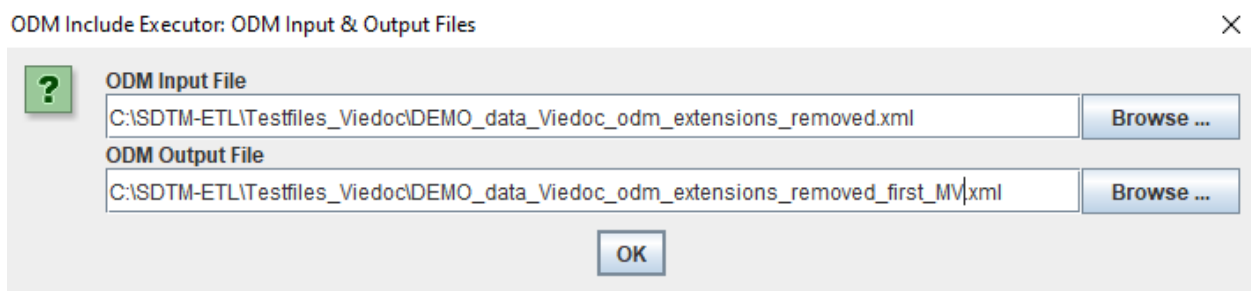 ODM Include Executor: ODM Input & Output Files
?
ODM Input File
C:\SDTM-ETL\Testfiles_Viedoc\DEMO_data_Viedoc_odm_extensions_removed.xml
Browse ...
ODM Output File
C:\SDTM-ETL\Testfiles_Viedoc\DEMO_data_Viedoc_odm_extensions_removed_first_MV.xml
Browse ...
OK